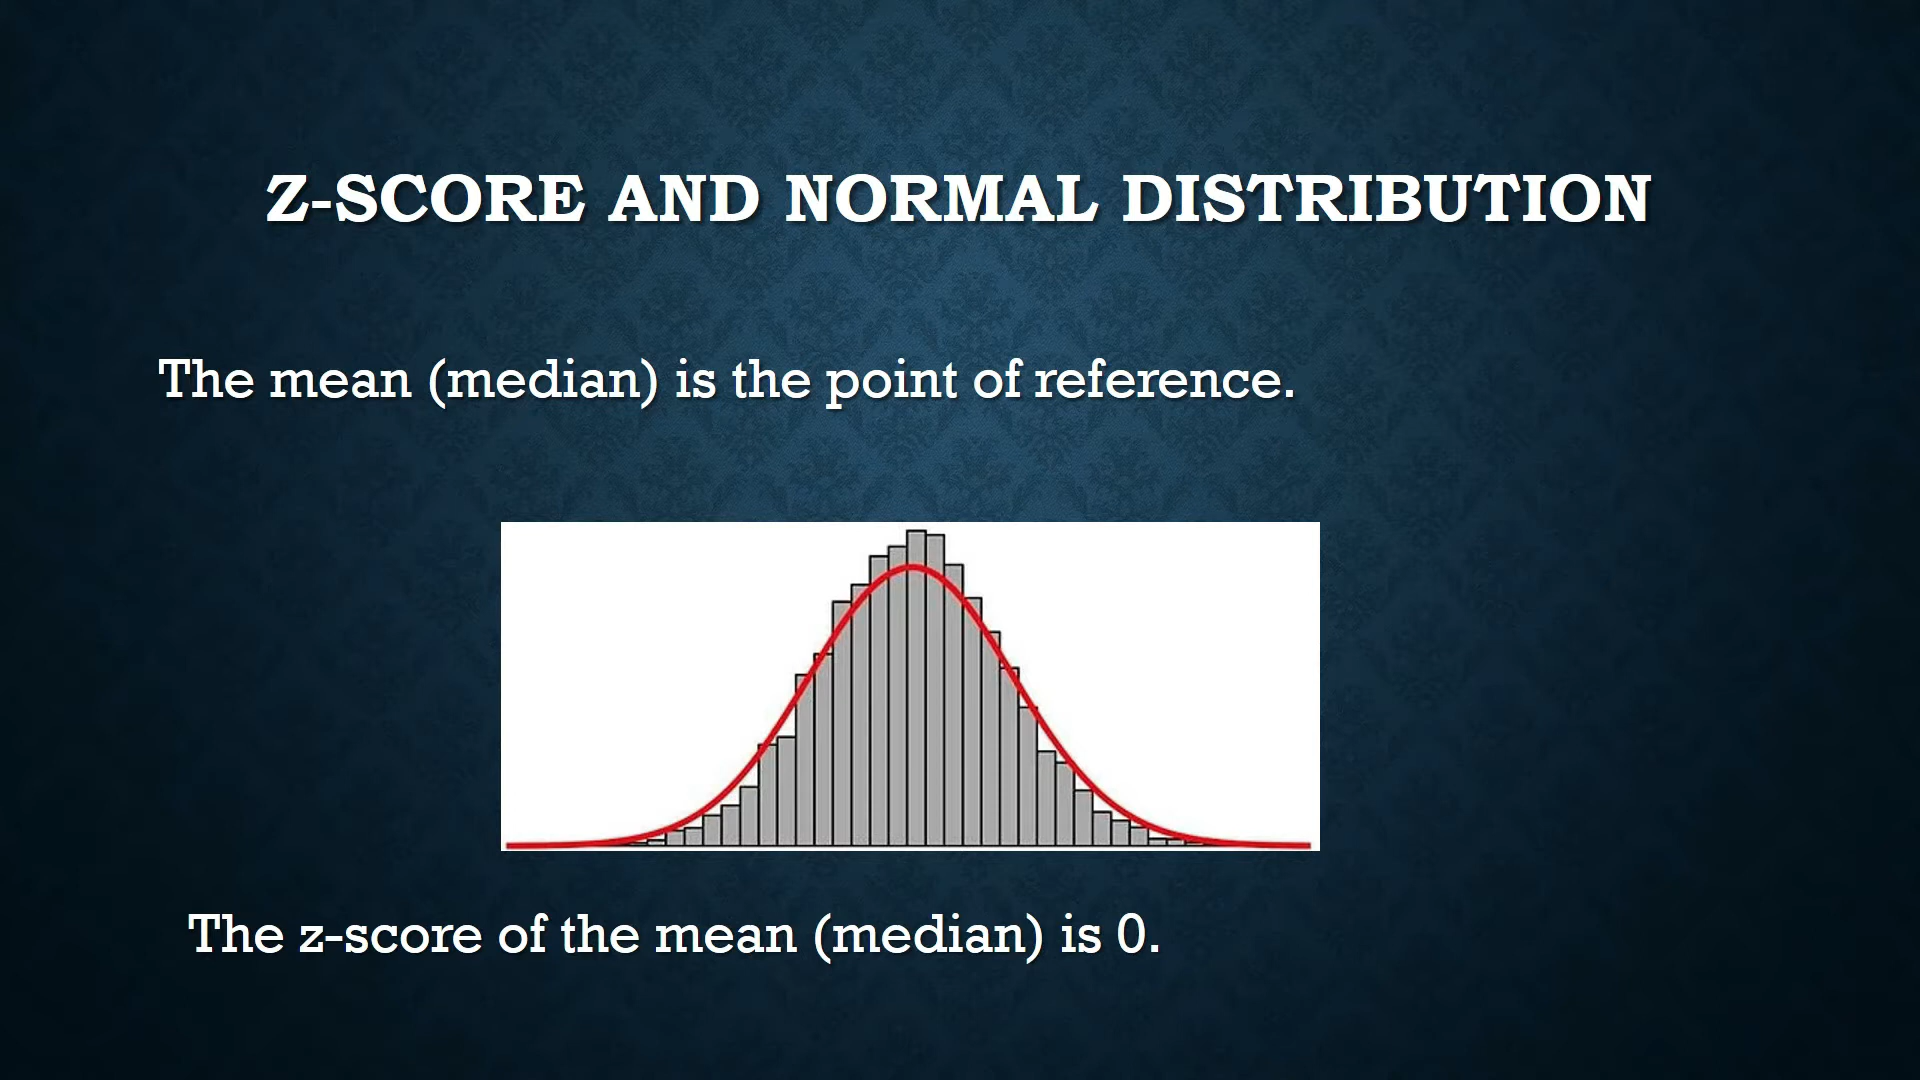 Z-SCORE AND NORMAL DISTRIBUTION
The mean (median) is the point of reference.
The z-score of the mean (median) is 0.